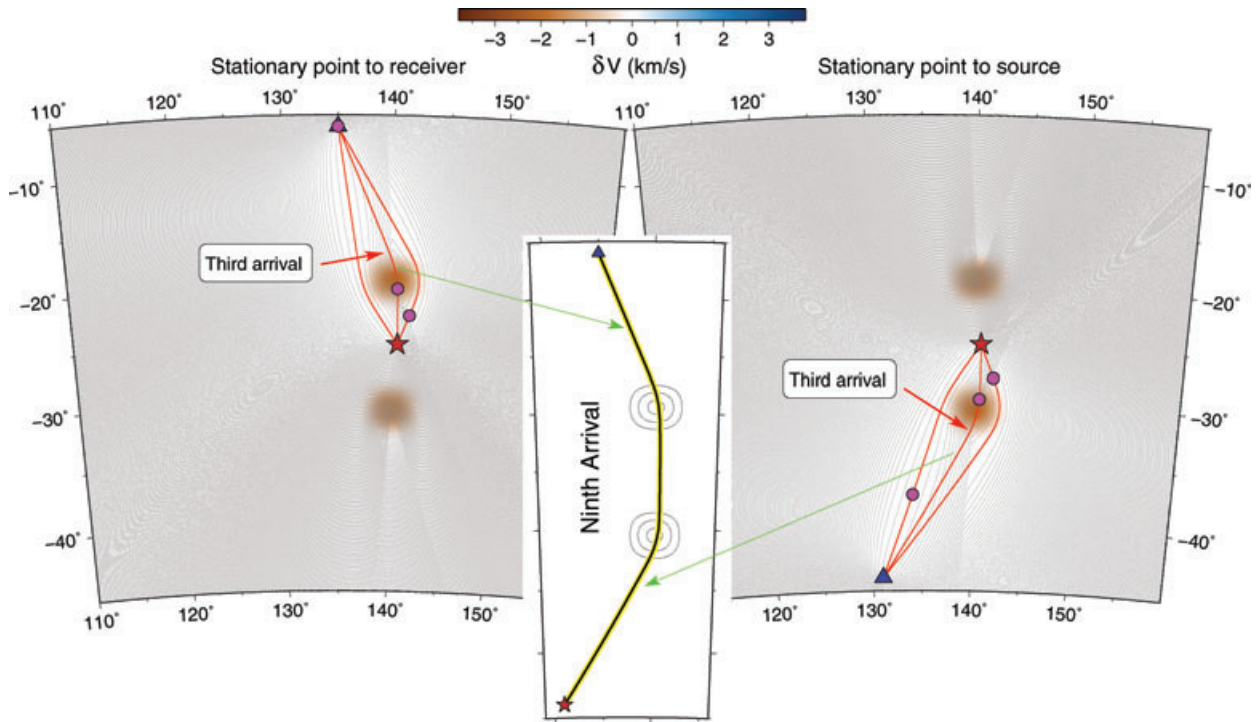 −3 −2 −1 0 1 2 3
Stationary point to receiver
δV (km/s)
Stationary point to source
110˚ 120˚ 130˚ 140˚ 150˚
110˚ 120˚ 130˚ 140˚ 150˚
−10˚
−20˚
−30˚
−40˚
Third arrival
110˚ 120˚ 130˚ 140˚ 150˚
Ninth Arrival
Third arrival
−10˚
−20˚
−30˚
−40˚
120˚ 130˚ 140˚ 150˚